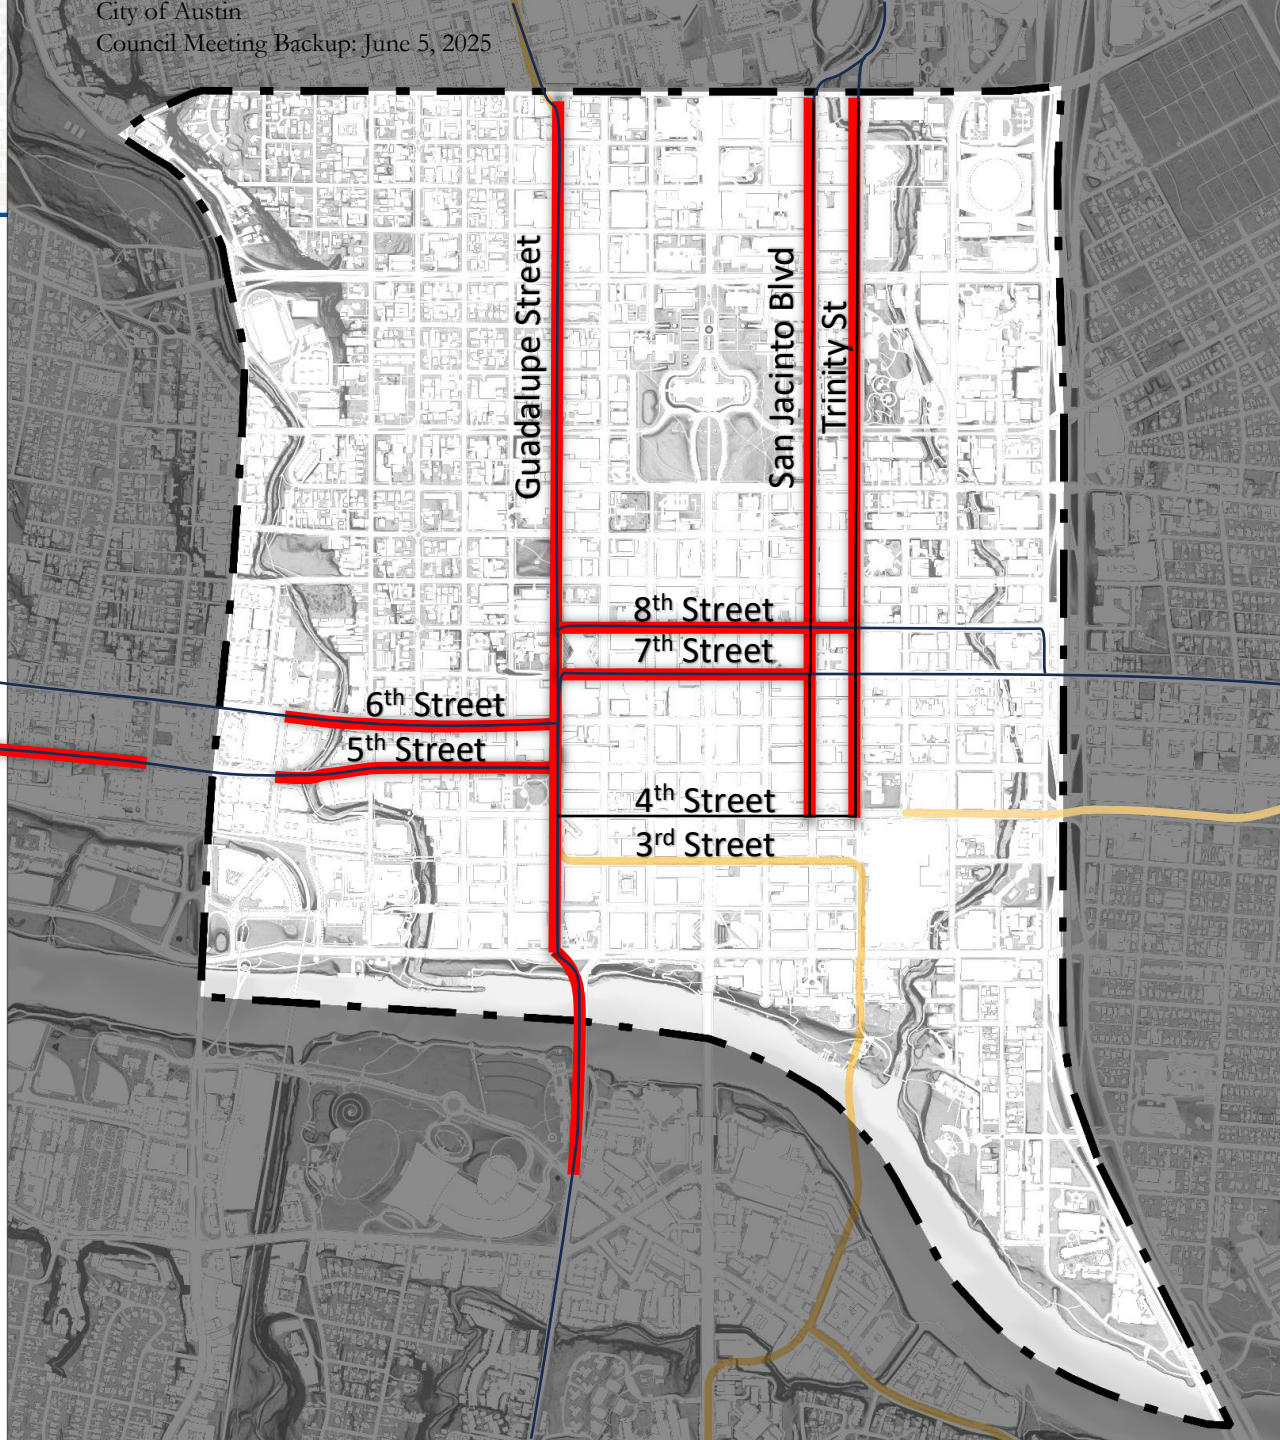 City of Austin
Council Meeting Backup: June 5, 2025
Guadalupe Street
San Jacinto Blvd
Trinity St
8th Street
7th Street
6th Street
5th Street
4th Street
3rd Street